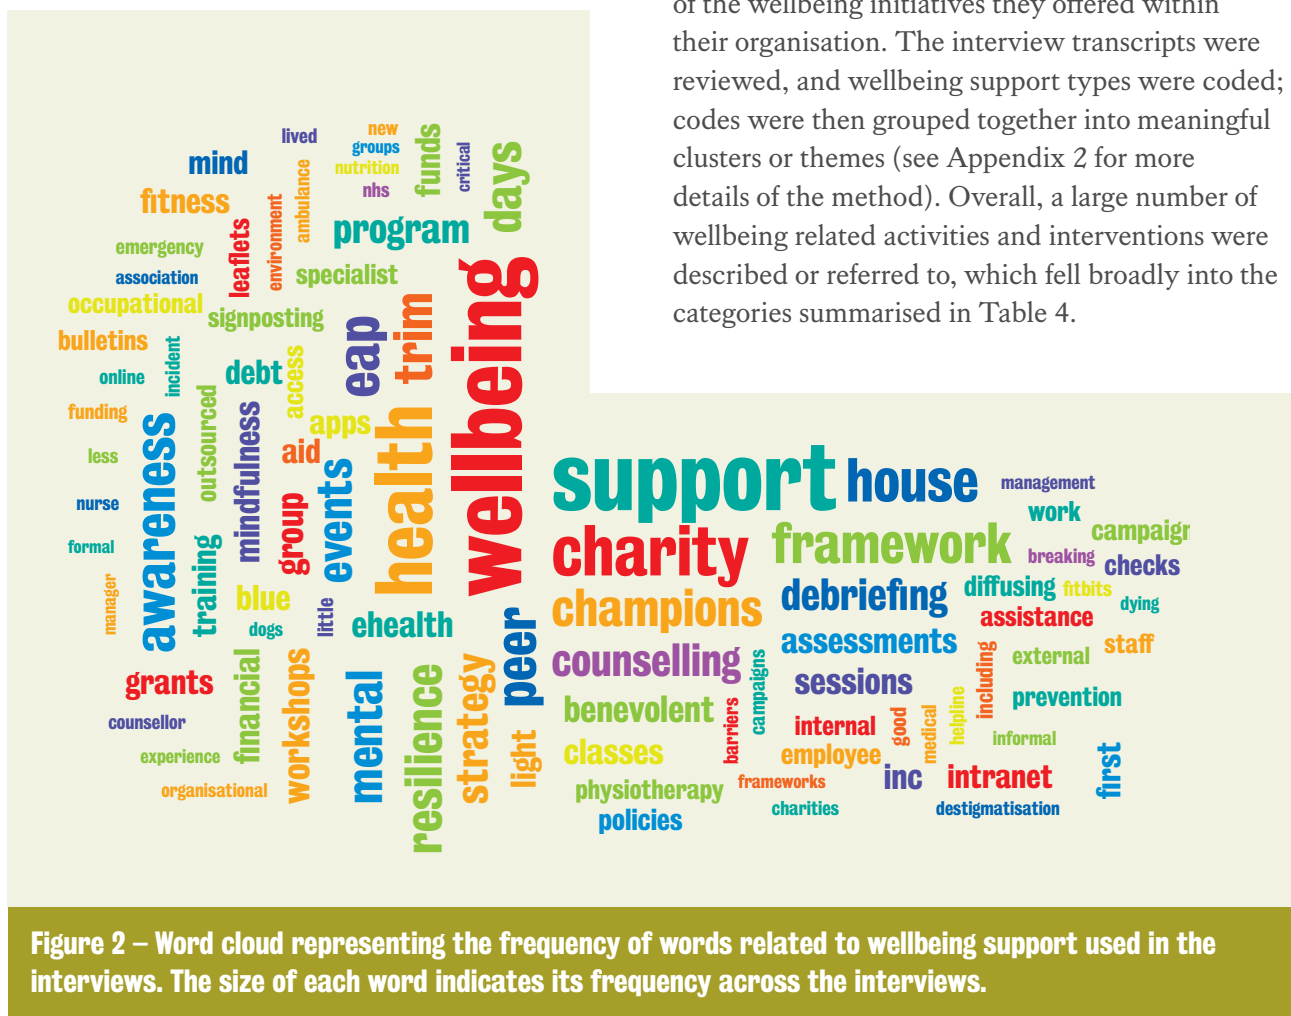 of the wellbeing initiatives they offered within
their organisation. The interview transcripts were
reviewed, and wellbeing support types were coded;
codes were then grouped together into meaningful
clusters or themes (see Appendix 2 for more
details of the method). Overall, a large number of
wellbeing related activities and interventions were
described or referred to, which fell broadly into the
categories summarised in Table 4.
lived
new
groups
nutrition
nhs
funds
critical
days
mind
fitness
ambulance
environment
leaflets
program
emergency
association
specialist
occupational
signposting
bulletins
incident
online
debt
access
eap
trim
wellbeing
funding
outsourced
mindfulness
apps
health
awareness
aid
less
events
group
nurse
formal
training
manager
blue
dogs
little
ehealth
peer
grants
counsellor
financial
workshops
mental
resilience
strategy
light
experience
organisational
support
house
management
work
charity
framework
campaigr
breaking
checks
champions
debriefing
diffusing
fitbits
dying
assistance
counselling
campaigns
assessments
including
external
staff
sessions
prevention
benevolent
barriers
internal
good
medical
helpline
informal
classes
employee
first
physiotherapy
frameworks
inc
intranet
policies
charities
destigmatisation
Figure 2 – Word cloud representing the frequency of words related to wellbeing support used in the
interviews. The size of each word indicates its frequency across the interviews.